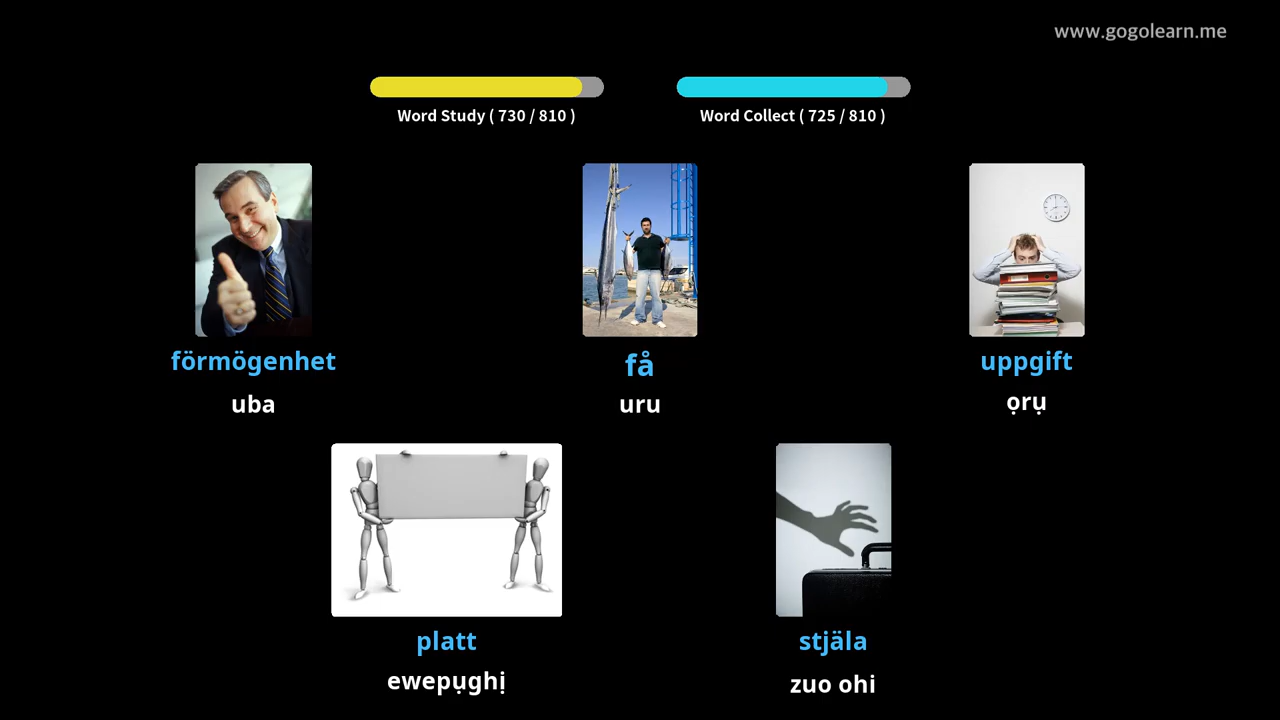 www.gogolearn.me
Word Study ( 730 / 810 )
Word Collect ( 725 / 810 )
förmögenhet
få
uppgift
uba
uru
ọrụ
platt
stjäla
ewepụghị
zuo ohi